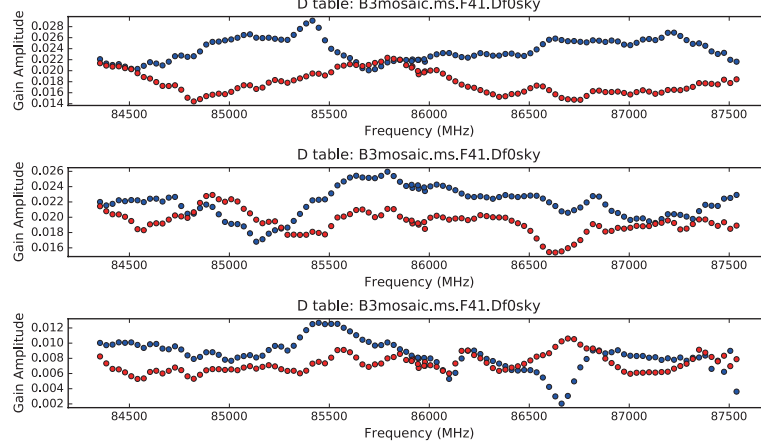 D table: B3mosaic.ms.F41.Df0sky
Gain Amplitude
0.028
0.026
0.024
0.022
0.020
0.018
0.016
0.014
84500 85000 85500 86000 86500 87000 87500
Frequency (MHz)
D table: B3mosaic.ms.F41.Df0sky
Gain Amplitude
0.026
0.024
0.022
0.020
0.018
0.016
84500 85000 85500 86000 86500 87000 87500
Frequency (MHz)
D table: B3mosaic.ms.F41.Df0sky
Gain Amplitude
0.012
0.010
0.008
0.006
0.004
0.002
84500 85000 85500 86000 86500 87000 87500
Frequency (MHz)